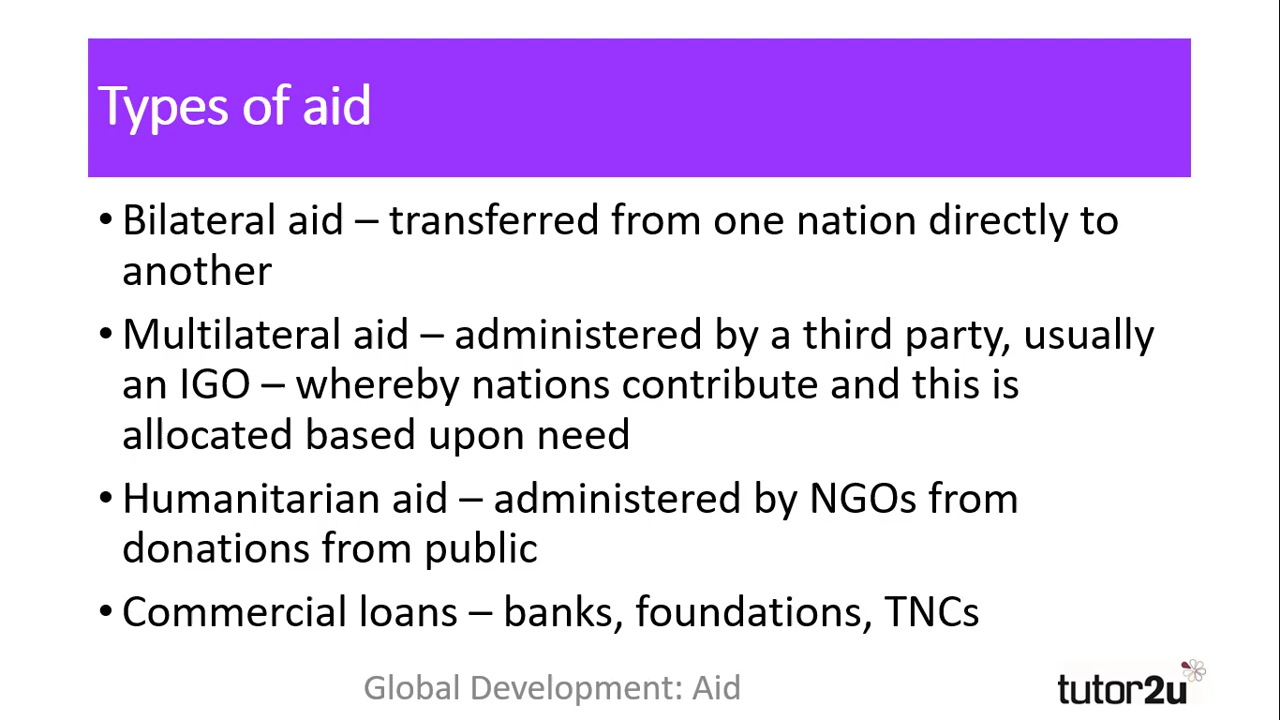 Types of aid
• Bilateral aid – transferred from one nation directly to
another
• Multilateral aid – administered by a third party, usually
an IGO – whereby nations contribute and this is
allocated based upon need
• Humanitarian aid – administered by NGOs from
donations from public
• Commercial loans – banks, foundations, TNCs
Global Development: Aid
tutor2u